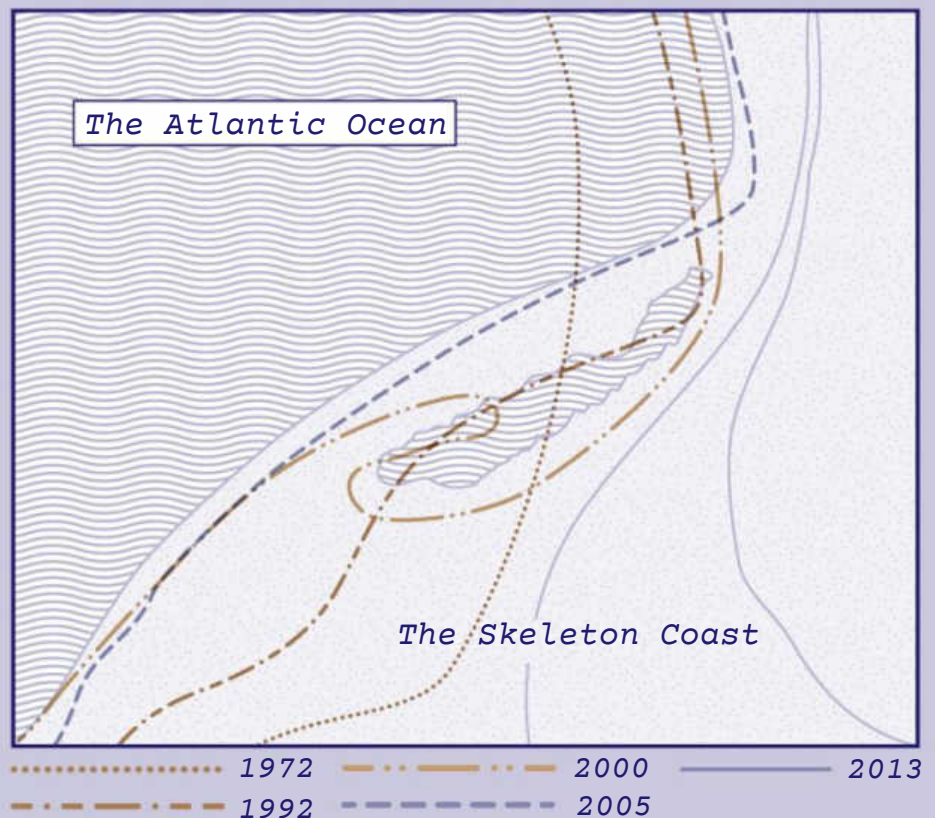 The Atlantic Ocean
The Skeleton Coast
1972
2000
2013
1992
2005